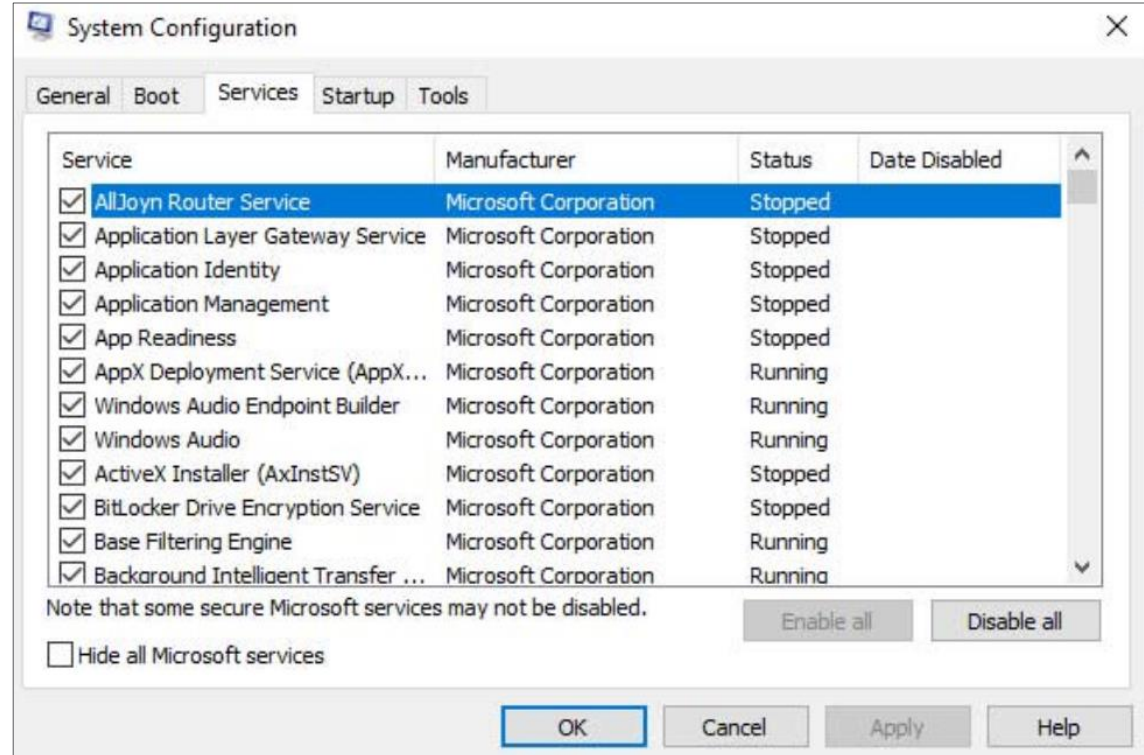 System Configuration
General Boot Services Startup Tools
Service Manufacturer Status Date Disabled
AllJoyn Router Service Microsoft Corporation Stopped
Application Layer Gateway Service Microsoft Corporation Stopped
Application Identity Microsoft Corporation Stopped
Application Management Microsoft Corporation Stopped
App Readiness Microsoft Corporation Stopped
AppX Deployment Service (AppX... Microsoft Corporation Running
Windows Audio Endpoint Builder Microsoft Corporation Running
Windows Audio Microsoft Corporation Running
ActiveX Installer (AxInstSV) Microsoft Corporation Stopped
BitLocker Drive Encryption Service Microsoft Corporation Stopped
Base Filtering Engine Microsoft Corporation Running
Background Intelligent Transfer ... Microsoft Corporation Running
Note that some secure Microsoft services may not be disabled.
Enable all Disable all
Hide all Microsoft services
OK Cancel Apply Help